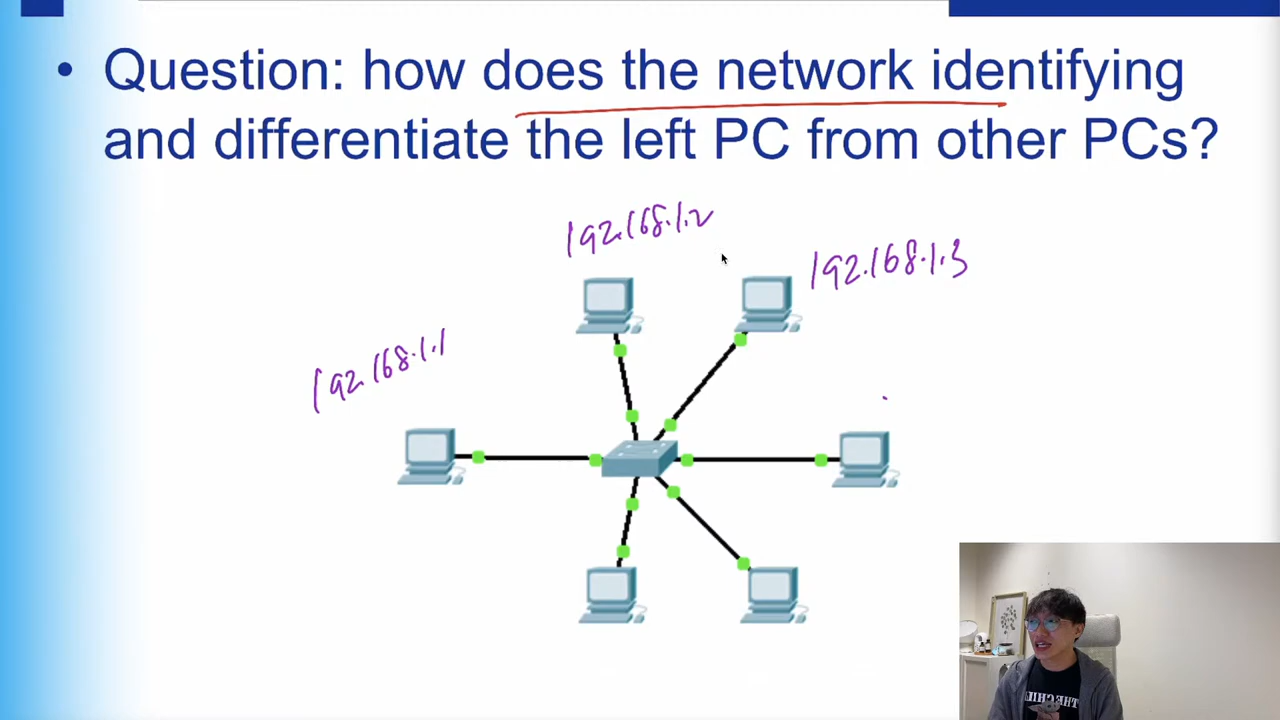 • Question: how does the network identifying
and differentiate the left PC from other PCs?
192.168.1.2
192.168.1.3
192.168.1.1